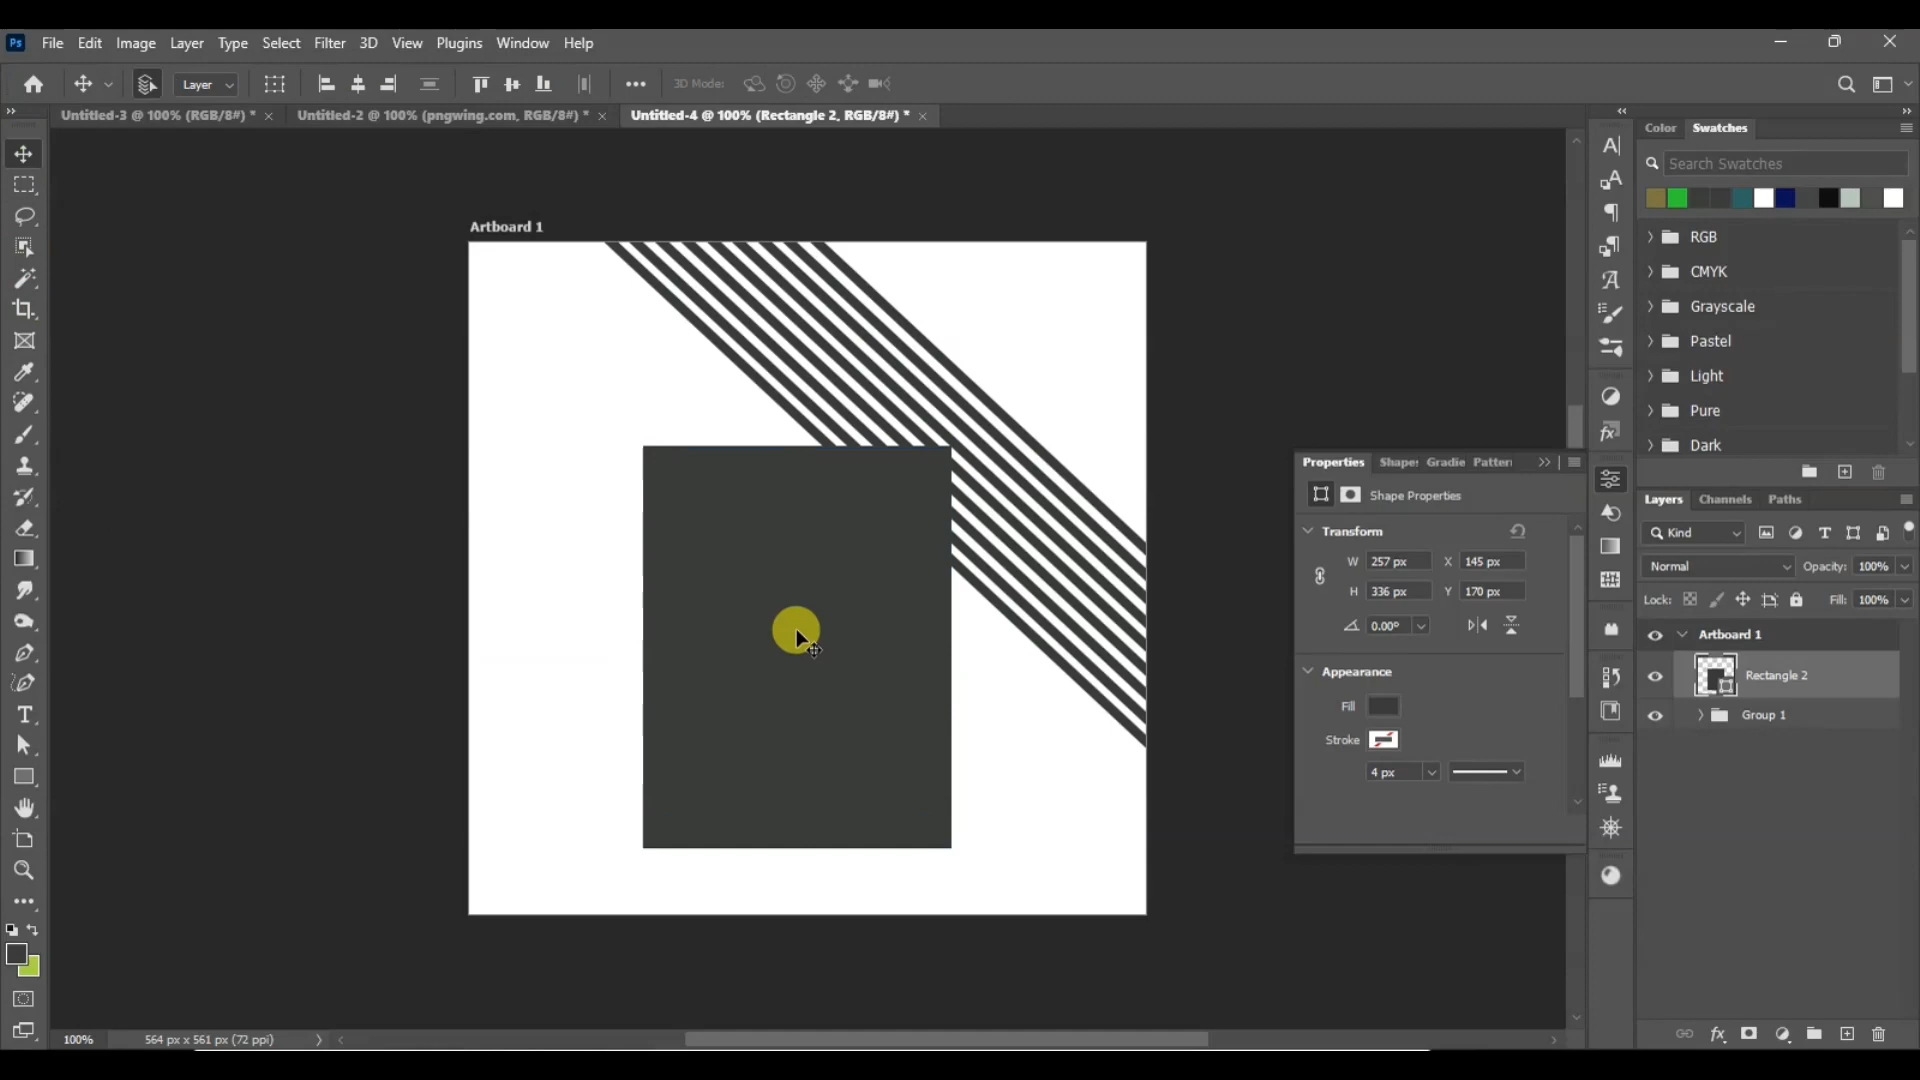 Ps File Edit Image Layer Type Select Filter 3D View Plugins Window Help
Layer 3D Mode:
Untitled-3 @ 100% (RGB/8#) * Untitled-2 @ 100% (pngwing.com, RGB/8#) * Untitled-4 @ 100% (Rectangle 2, RGB/8#) *
Color Swatches
Search Swatches
Artboard 1
RGB
CMYK
Grayscale
Pastel
Light
Pure
Dark
Properties Shapes Gradie Pattern
Shape Properties
Transform
W 257 px X 145 px
H 336 px Y 170 px
0.00°
Appearance
Fill
Stroke
4 px
Layers Channels Paths
Kind
Normal Opacity: 100%
Lock: Fill: 100%
Artboard 1
Rectangle 2
Group 1
100% 564 px x 561 px (72 ppi)